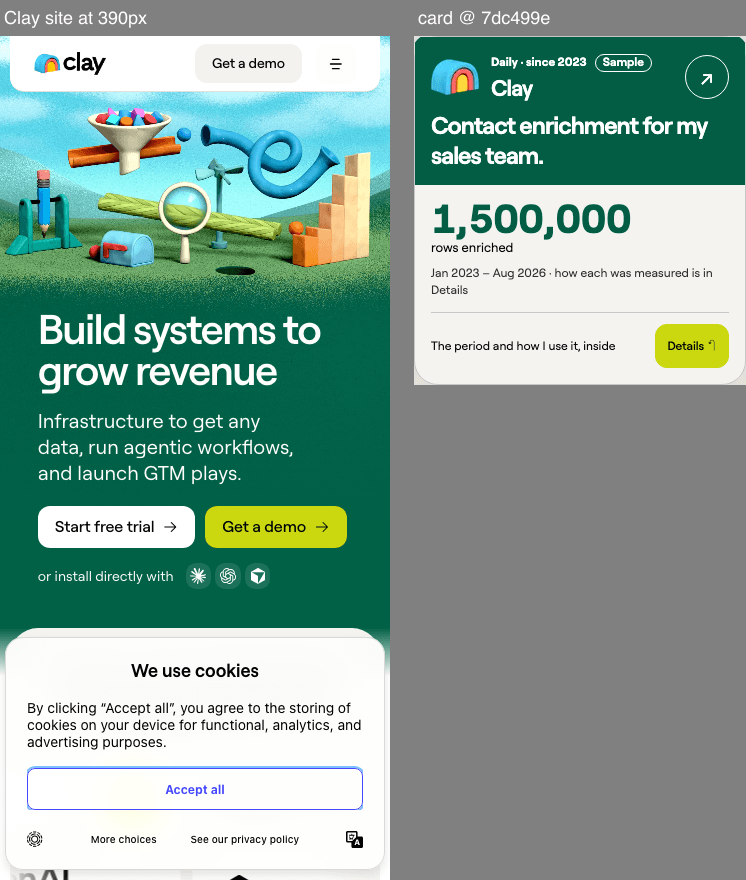 Clay site at 390px
clay
Get a demo
Build systems to
grow revenue
Infrastructure to get any
data, run agentic workflows,
and launch GTM plays.
Start free trial →
Get a demo →
or install directly with
We use cookies
By clicking “Accept all”, you agree to the storing of
cookies on your device for functional, analytics, and
advertising purposes.
Accept all
More choices
See our privacy policy
card @ 7dc499e
Daily · since 2023
Sample
Clay
Contact enrichment for my
sales team.
1,500,000
rows enriched
Jan 2023 – Aug 2026 · how each was measured is in
Details
The period and how I use it, inside
Details